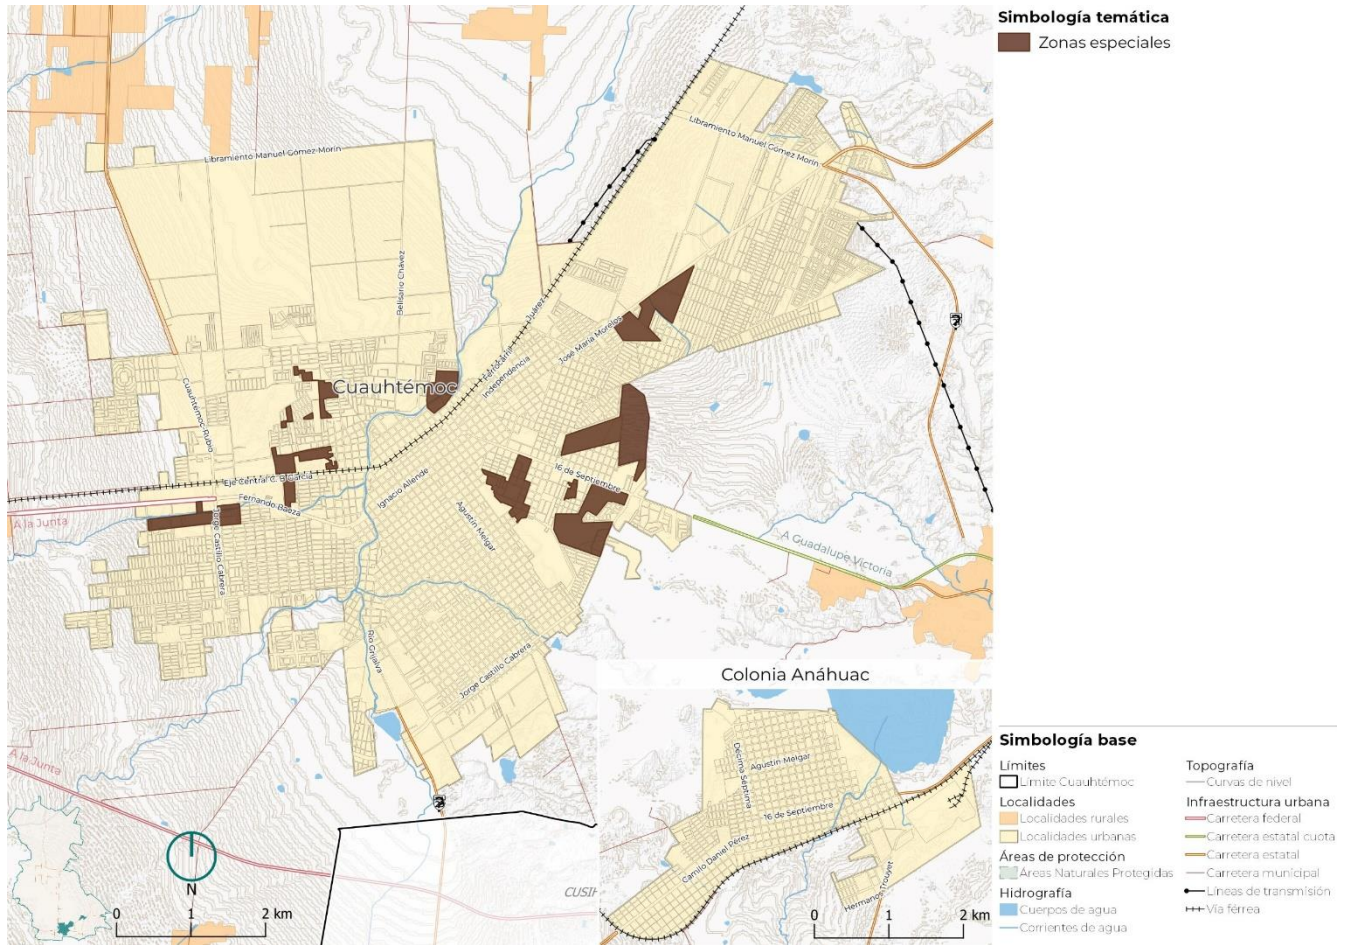 Simbología temática
Zonas especiales
Libramiento Manuel Gómez Morín
Libramiento Manuel Gómez Morín
Belisario Chávez
Juárez
Ferrocarril
Independencia
José María Morelos
Cuauhtémoc
Cuauhtémoc Rubio
16 de Septiembre
Eje Central C. B García
Ignacio Allende
Fernando Baeza
Agustín Melgar
A la Junta
Jorge Castillo Cabrera
A Guadalupe Victoria
Río Grijalva
Jorge Castillo Cabrera
A la Junta
Colonia Anáhuac
Décima Séptima
Agustín Melgar
16 de Septiembre
Camilo Daniel Pérez
Hermanos Trouyet
CUSIH
N
0 1 2 km
0 1 2 km
Simbología base
Límites
Límite Cuauhtémoc
Localidades
Localidades rurales
Localidades urbanas
Áreas de protección
Áreas Naturales Protegidas
Hidrografía
Cuerpos de agua
Corrientes de agua
Topografía
Curvas de nivel
Infraestructura urbana
Carretera federal
Carretera estatal cuota
Carretera estatal
Carretera municipal
Líneas de transmisión
Vía férrea